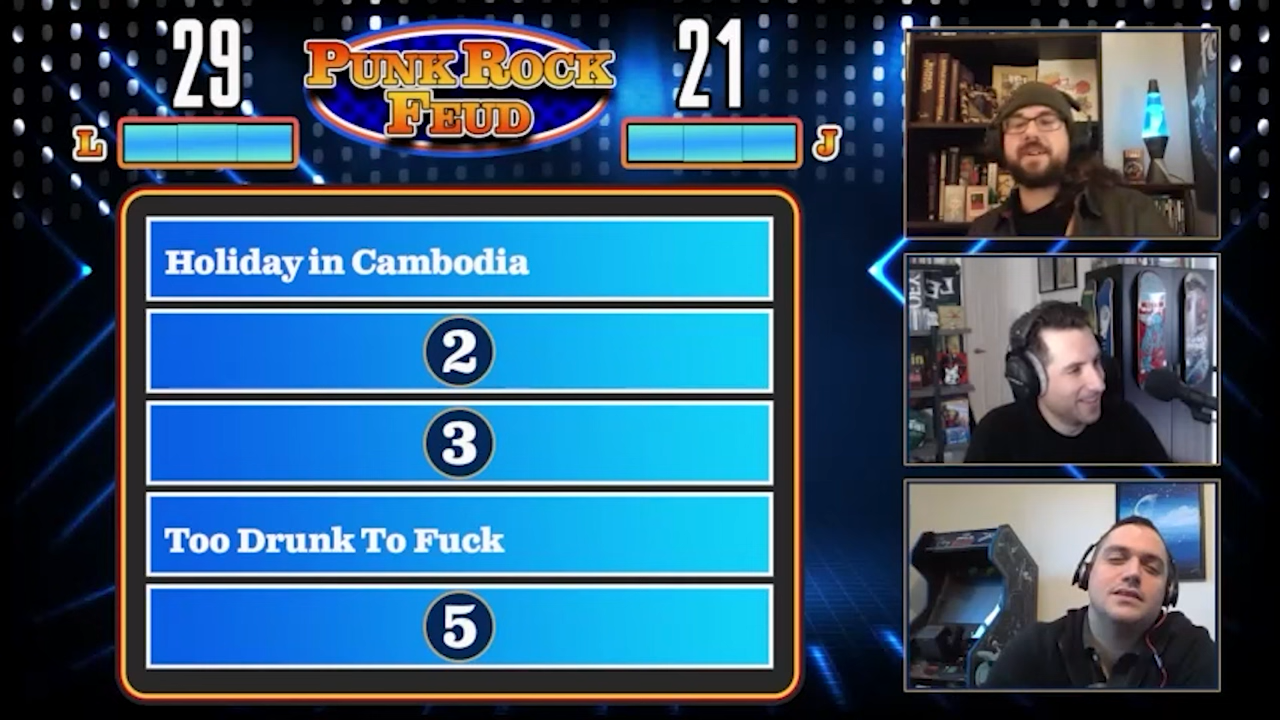 29
PUNK ROCK
FEUD
21
L
J
Holiday in Cambodia
2
3
Too Drunk To Fuck
5